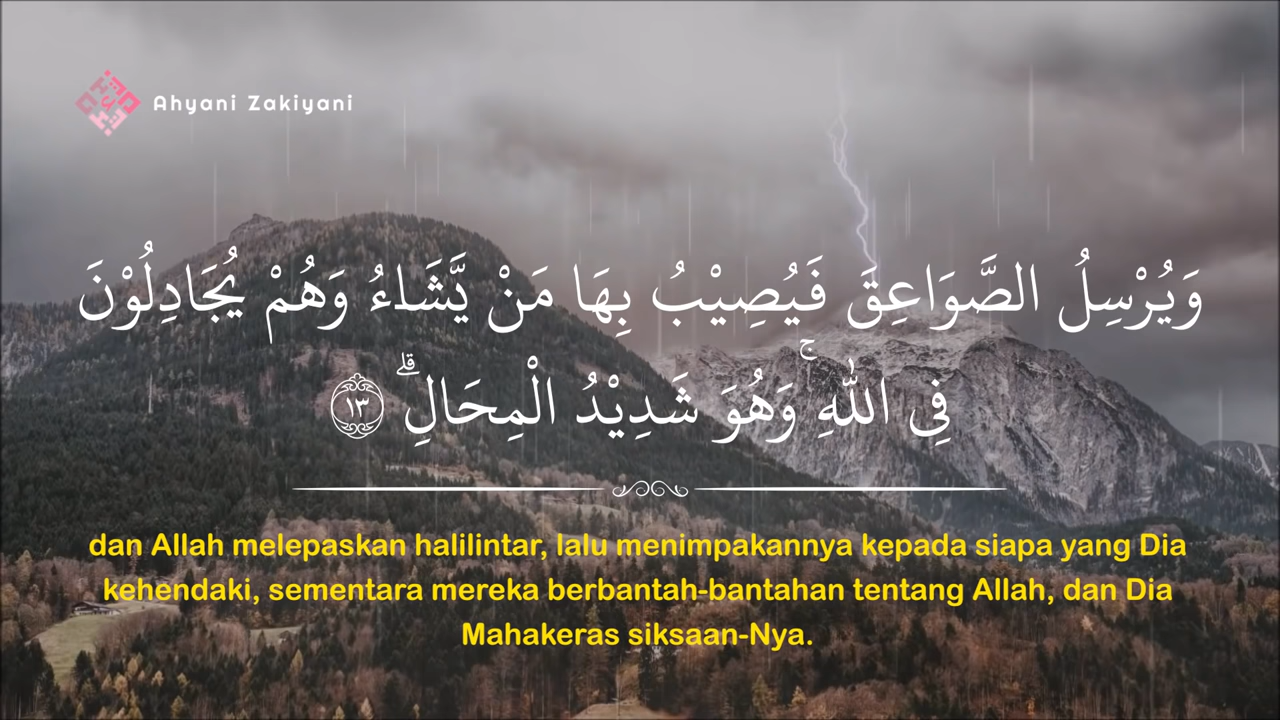 Ahyani Zakiyani
وَيُرْسِلُ الصَّوَاعِقَ فَيُصِيْبُ بِهَا مَنْ يَّشَاءُ وَهُمْ يُجَادِلُوْنَ
فِى اللّٰهِۚ وَهُوَ شَدِيْدُ الْمِحَالِۗ ١٣
dan Allah melepaskan halilintar, lalu menimpakannya kepada siapa yang Dia
kehendaki, sementara mereka berbantah-bantahan tentang Allah, dan Dia
Mahakeras siksaan-Nya.